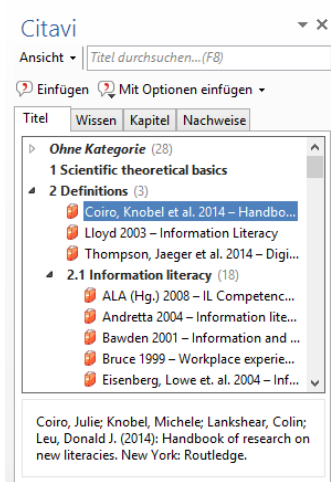 Citavi
Ansicht Titel durchsuchen...(F8)
Einfügen Mit Optionen einfügen
Titel Wissen Kapitel Nachweise
Ohne Kategorie (28)
1 Scientific theoretical basics
2 Definitions (3)
Coiro, Knobel et al. 2014 – Handbo...
Lloyd 2003 – Information Literacy
Thompson, Jaeger et al. 2014 – Digi...
2.1 Information literacy (18)
ALA (Hg.) 2008 – IL Competenc...
Andretta 2004 – Information lite...
Bawden 2001 – Information and ...
Bruce 1999 – Workplace experie...
Eisenberg, Lowe et. al. 2004 – Inf...
Coiro, Julie; Knobel, Michele; Lankshear, Colin;
Leu, Donald J. (2014): Handbook of research on
new literacies. New York: Routledge.